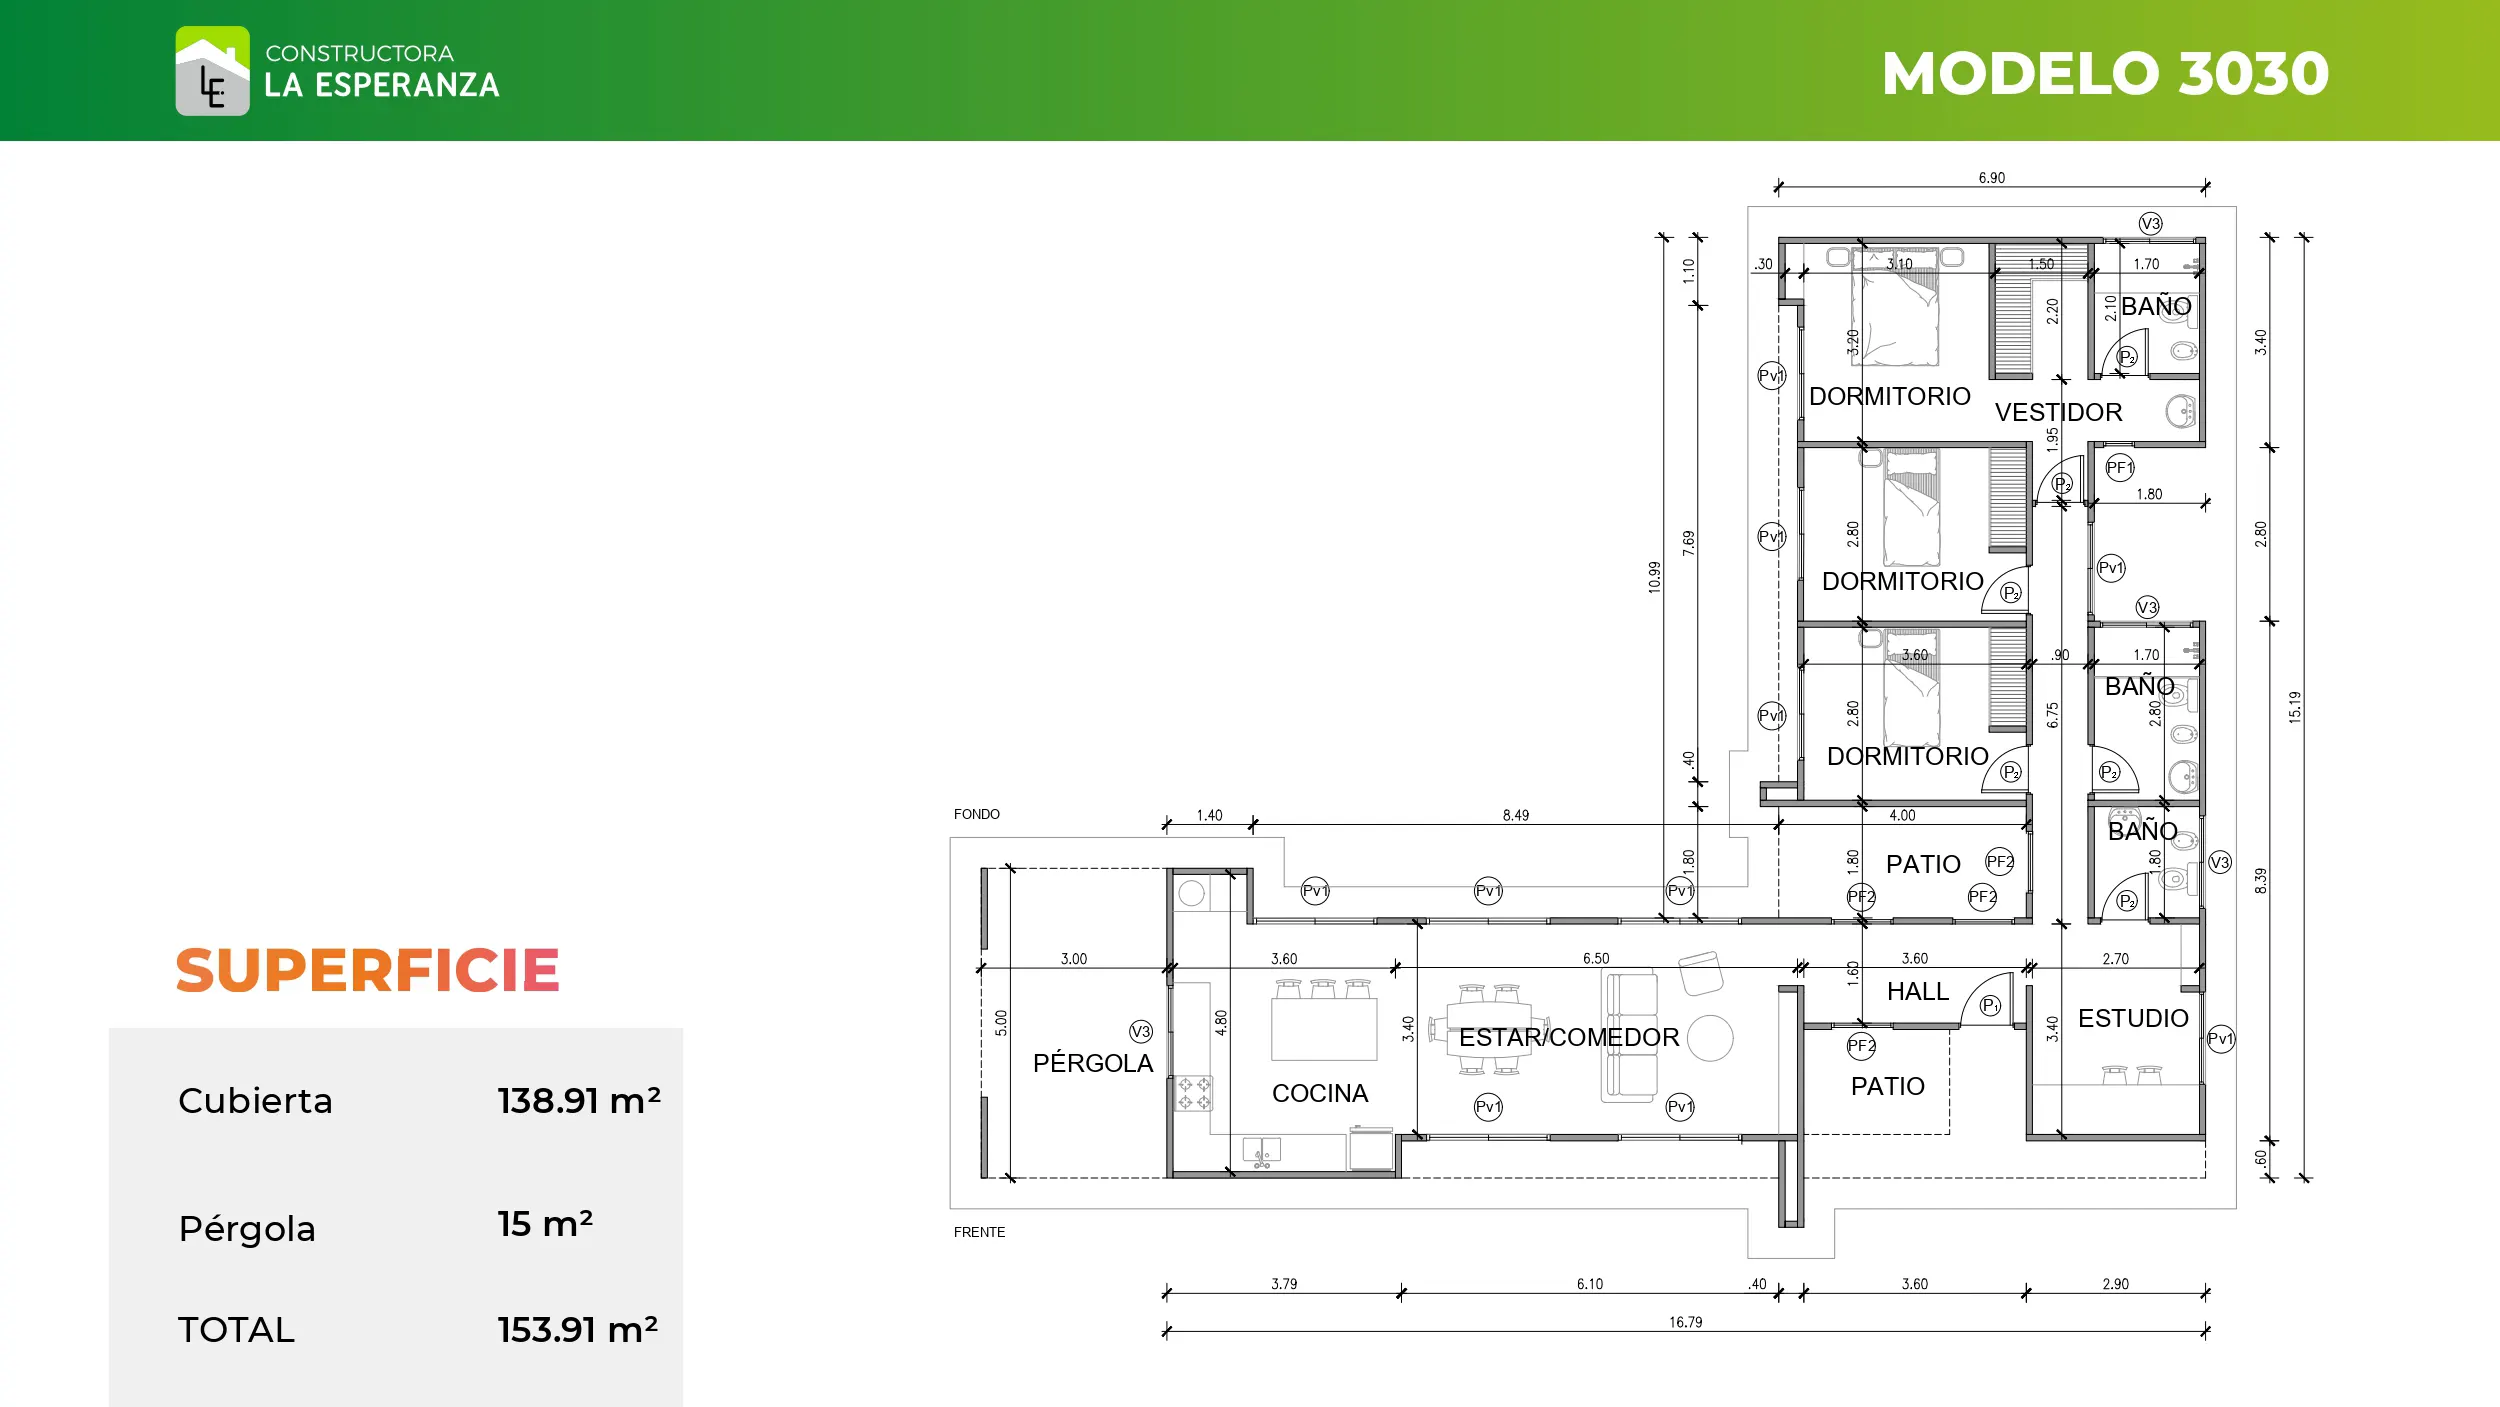 CONSTRUCTORA
LA ESPERANZA
LE
MODELO 3030
6.90
V3
.30
3.10
1.50
1.70
1.10
BAÑO
2.10
2.20
3.20
3.40
P₂
Pv1
DORMITORIO
VESTIDOR
1.95
PF1
P₂
1.80
Pv1
2.80
2.80
7.69
10.99
Pv1
DORMITORIO
P₂
V3
3.60
.90
1.70
BAÑO
15.19
Pv1
2.80
6.75
2.80
.40
DORMITORIO
P₂
P₂
FONDO
1.40
8.49
4.00
BAÑO
1.80
1.80
PATIO
PF2
1.80
V3
8.39
Pv1
Pv1
Pv1
PF2
PF2
P₂
3.00
3.60
6.50
3.60
2.70
1.60
HALL
P₁
5.00
4.80
3.40
3.40
V3
ESTAR/COMEDOR
ESTUDIO
Pv1
PÉRGOLA
PF2
COCINA
PATIO
Pv1
Pv1
.60
FRENTE
3.79
6.10
.40
3.60
2.90
16.79
SUPERFICIE
Cubierta 138.91 m²
Pérgola 15 m²
TOTAL 153.91 m²